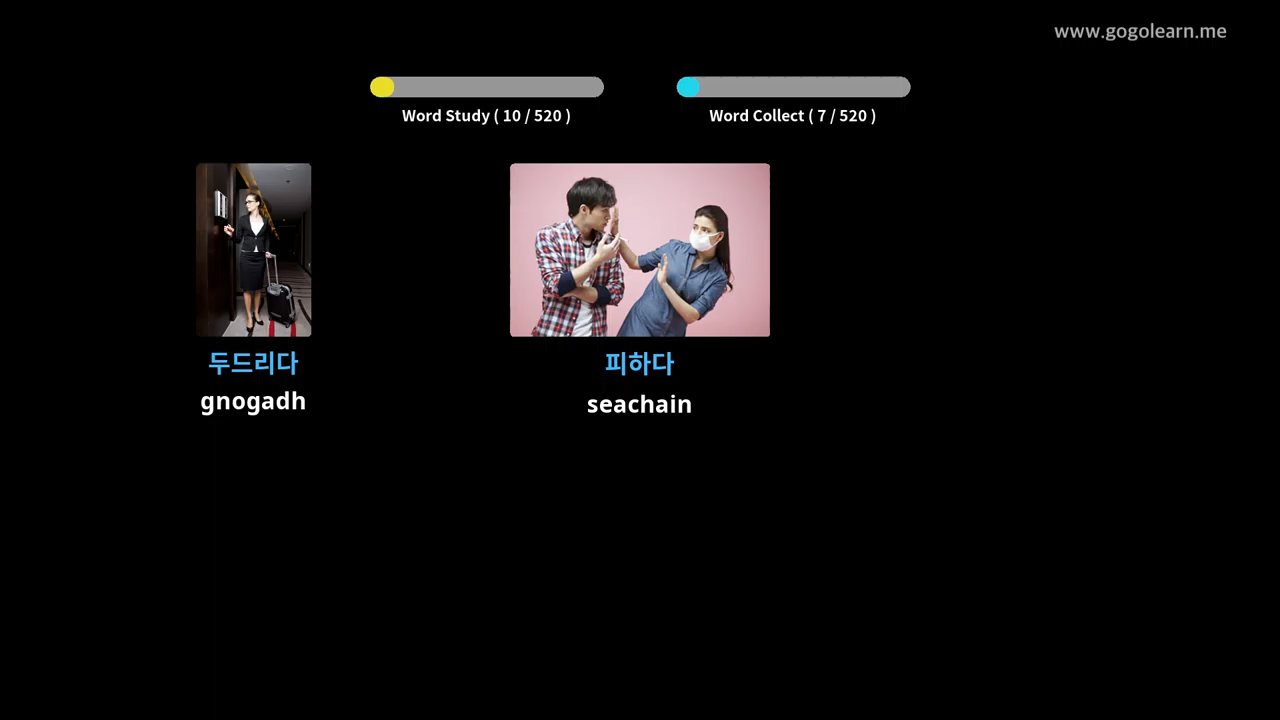 www.gogolearn.me
Word Study ( 10 / 520 )
Word Collect ( 7 / 520 )
두드리다
피하다
gnogadh
seachain